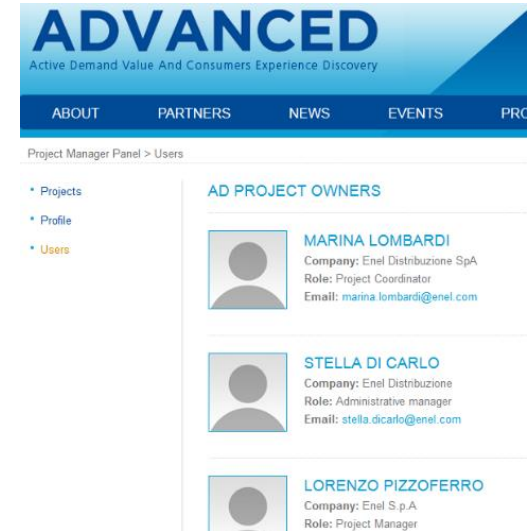 ADVANCED
Active Demand Value And Consumers Experience Discovery
ABOUT PARTNERS NEWS EVENTS
Project Manager Panel > Users
Projects
Profile
Users
AD PROJECT OWNERS
MARINA LOMBARDI
Company: Enel Distribuzione SpA
Role: Project Coordinator
Email: marina.lombardi@enel.com
STELLA DI CARLO
Company: Enel Distribuzione
Role: Administrative manager
Email: stella.dicarlo@enel.com
LORENZO PIZZOFERRO
Company: Enel S.p.A
Role: Project Manager